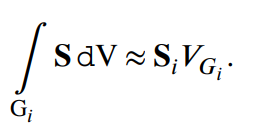 ∫_{G_i} S dV ≈ S_i V_{G_i}.